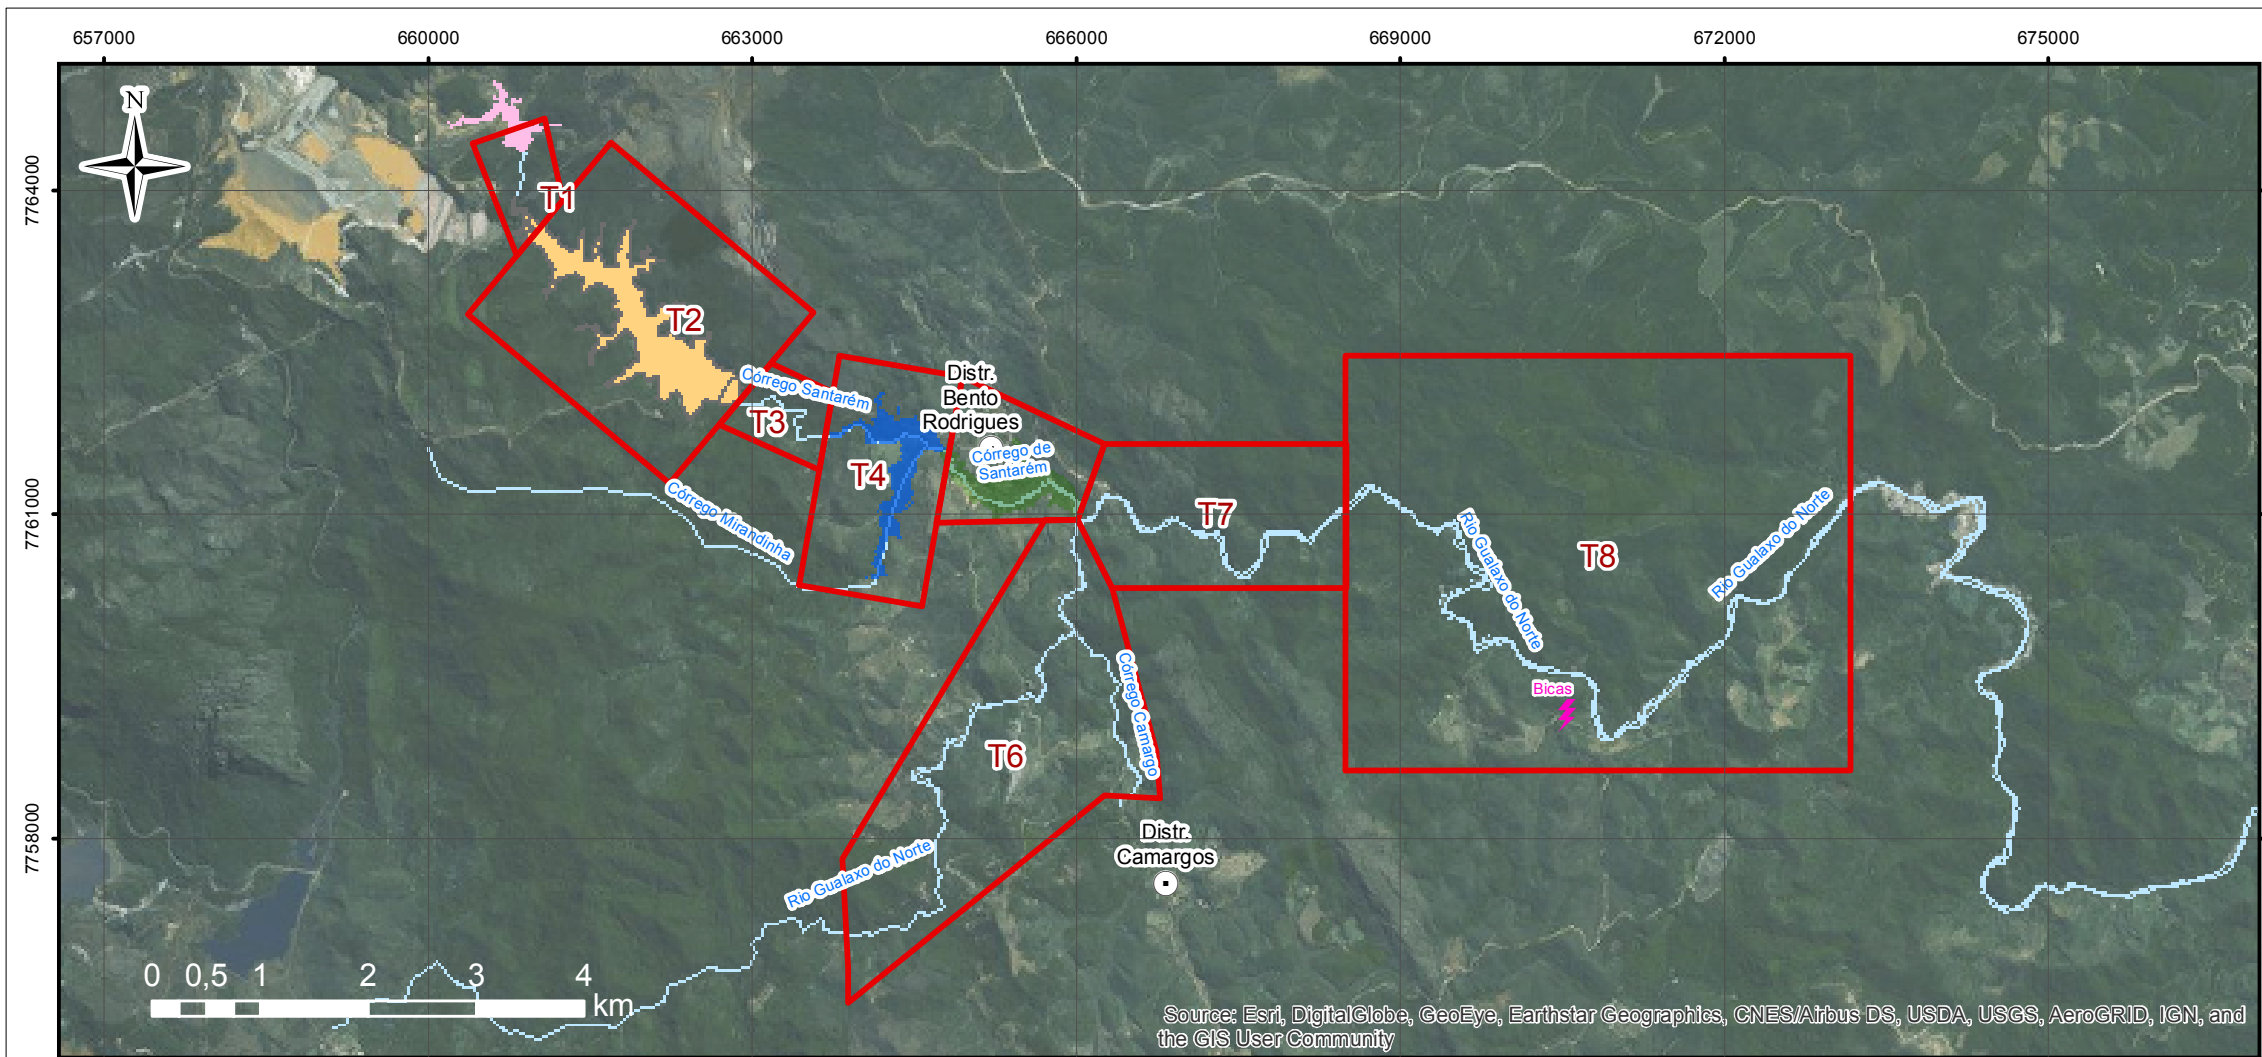 657000
660000
663000
666000
669000
672000
675000
N
7764000
7761000
7758000
T1
T2
Córrego Santarém
T3
Distr.
Bento
Rodrigues
Córrego de
Santarém
T4
Córrego Mirandinha
T7
T8
Rio Gualaxo do Norte
Rio Gualaxo do Norte
Bicas
Córrego Camargo
T6
Distr.
Camargos
Rio Gualaxo do Norte
0 0,5 1 2 3 4
km
Source: Esri, DigitalGlobe, GeoEye, Earthstar Geographics, CNES/Airbus DS, USDA, USGS, AeroGRID, IGN, and
the GIS User Community